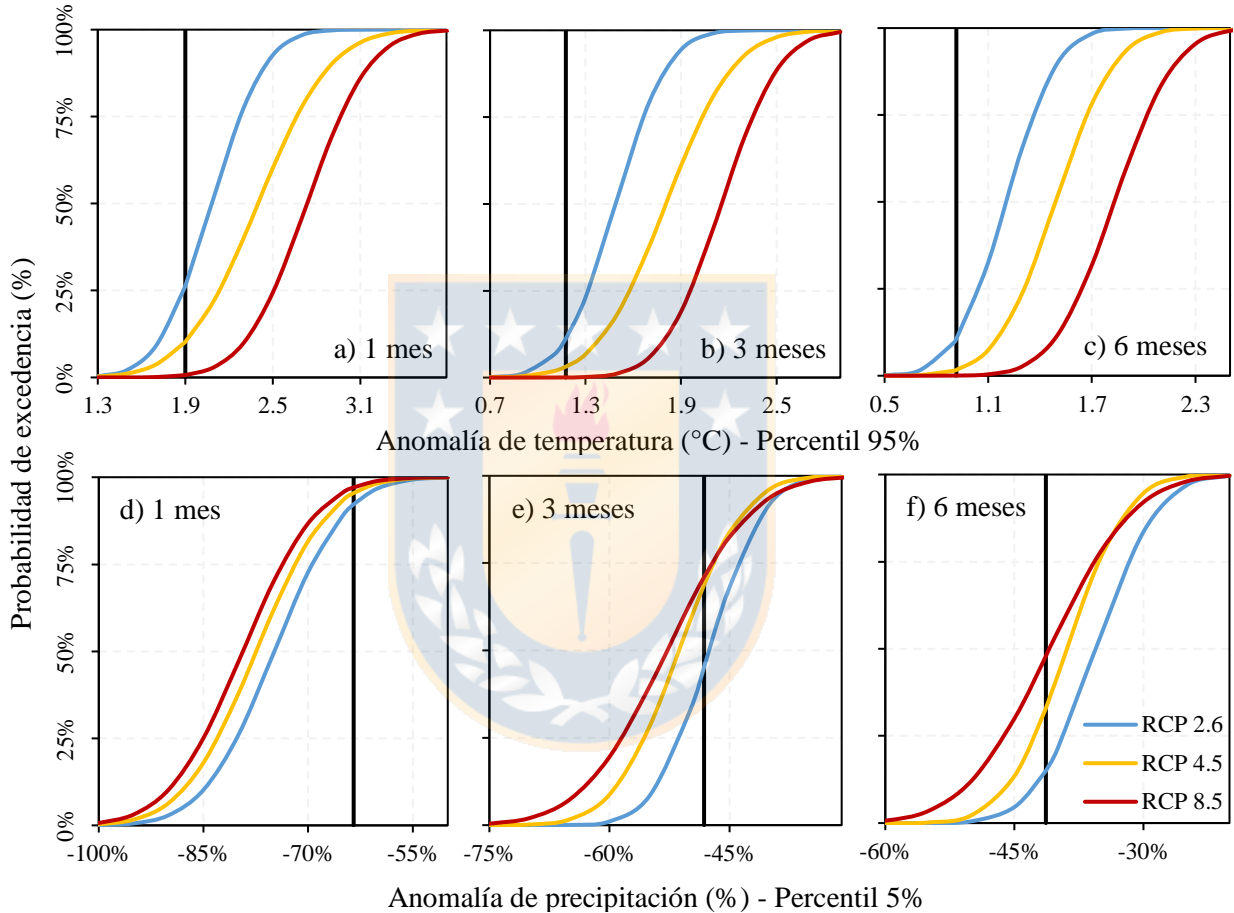 Probabilidad de excedencia (%)
100%
75%
50%
25%
0%
a) 1 mes
b) 3 meses
c) 6 meses
1.3 1.9 2.5 3.1
0.7 1.3 1.9 2.5
0.5 1.1 1.7 2.3
Anomalía de temperatura (°C) - Percentil 95%
100%
75%
50%
25%
0%
d) 1 mes
e) 3 meses
f) 6 meses
RCP 2.6
RCP 4.5
RCP 8.5
-100% -85% -70% -55%
-75% -60% -45%
-60% -45% -30%
Anomalía de precipitación (%) - Percentil 5%